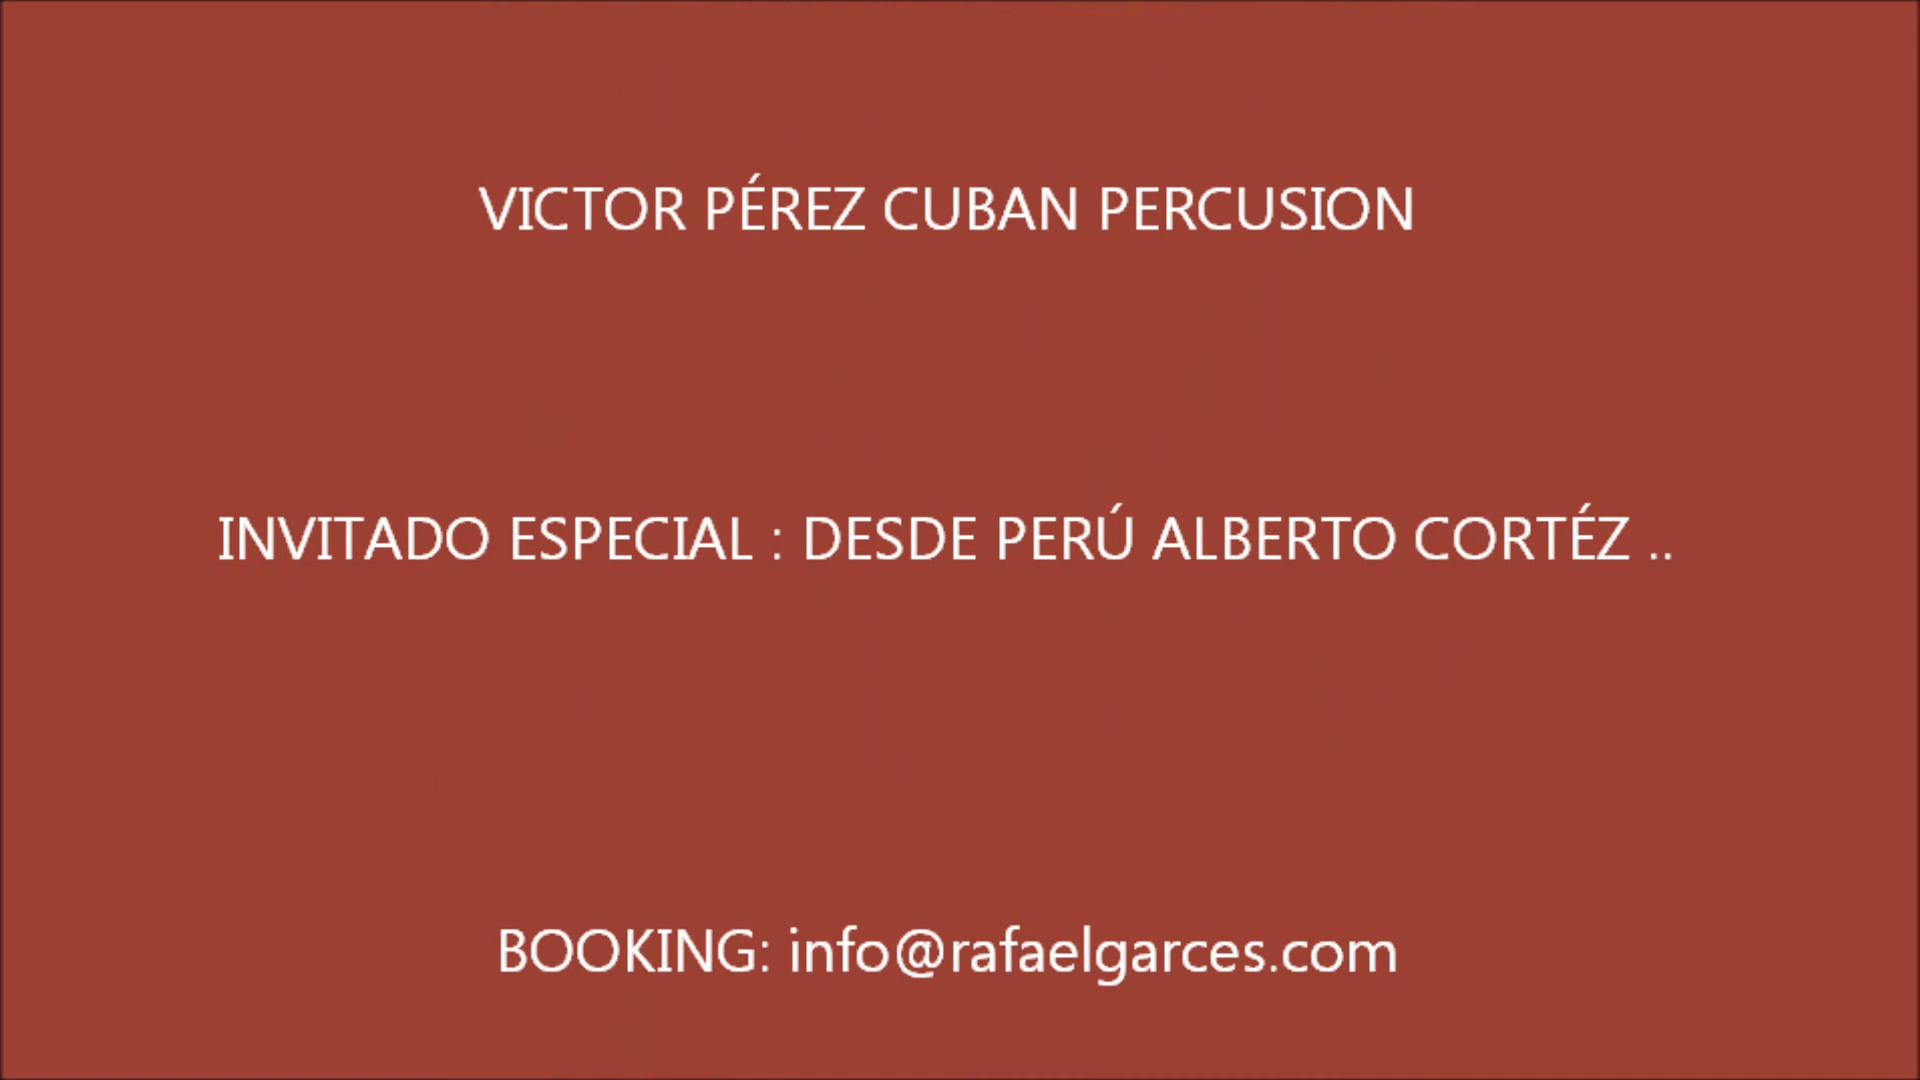 VICTOR PÉREZ CUBAN PERCUSION
INVITADO ESPECIAL : DESDE PERÚ ALBERTO CORTÉZ ..
BOOKING: info@rafaelgarces.com